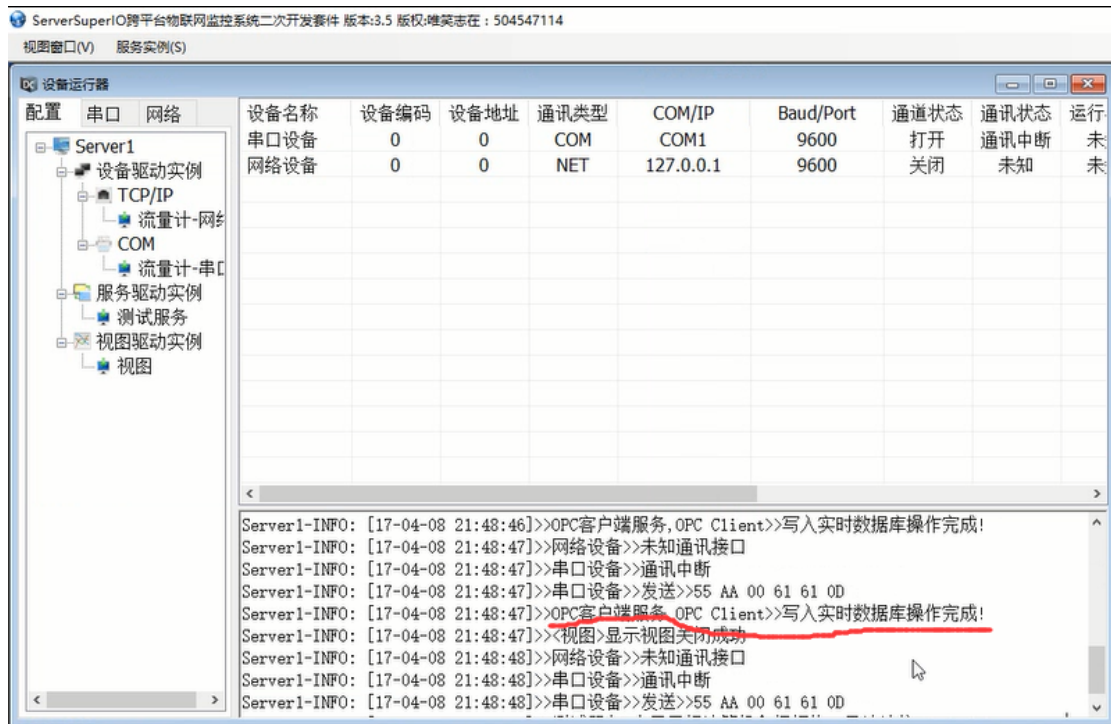 ServerSuperIO跨平台物联网监控系统二次开发套件 版本:3.5 版权:唯笑志在：504547114
视图窗口(V) 服务实例(S)
设备运行器
配置 串口 网络
Server1
设备驱动实例
TCP/IP
流量计-网络
COM
流量计-串口
服务驱动实例
测试服务
视图驱动实例
视图
设备名称 设备编码 设备地址 通讯类型 COM/IP Baud/Port 通道状态 通讯状态 运行
串口设备 0 0 COM COM1 9600 打开 通讯中断 未
网络设备 0 0 NET 127.0.0.1 9600 关闭 未知 未
Server1-INFO: [17-04-08 21:48:46]>>OPC客户端服务,OPC Client>>写入实时数据库操作完成!
Server1-INFO: [17-04-08 21:48:47]>>网络设备>>未知通讯接口
Server1-INFO: [17-04-08 21:48:47]>>串口设备>>通讯中断
Server1-INFO: [17-04-08 21:48:47]>>串口设备>>发送>>55 AA 00 61 61 0D
Server1-INFO: [17-04-08 21:48:47]>>OPC客户端服务,OPC Client>>写入实时数据库操作完成!
Server1-INFO: [17-04-08 21:48:47]>><视图>显示视图关闭成功
Server1-INFO: [17-04-08 21:48:48]>>网络设备>>未知通讯接口
Server1-INFO: [17-04-08 21:48:48]>>串口设备>>通讯中断
Server1-INFO: [17-04-08 21:48:48]>>串口设备>>发送>>55 AA 00 61 61 0D